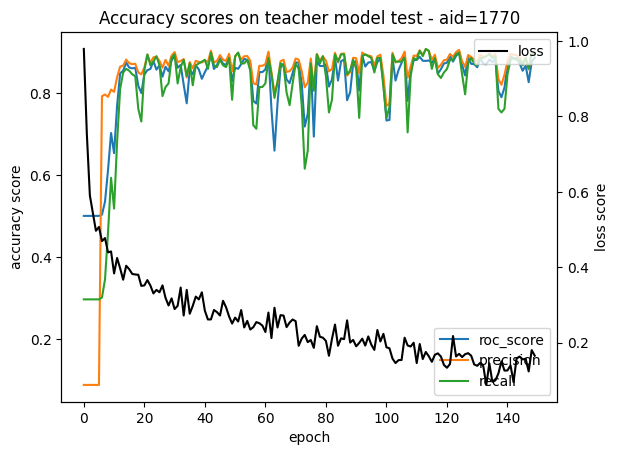 Accuracy scores on teacher model test - aid=1770
loss
accuracy score
loss score
0.8
0.6
0.4
0.2
1.0
0.8
0.6
0.4
0.2
roc_score
precision
recall
0
20
40
60
80
100
120
140
epoch